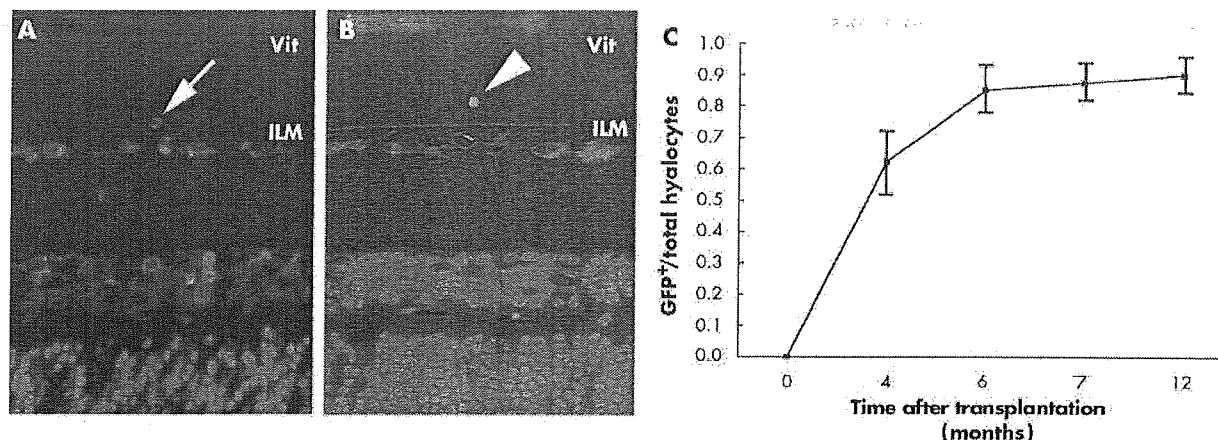 A
Vit
ILM
B
Vit
ILM
C
GFP+/total hyalocytes
1.0
0.9
0.8
0.7
0.6
0.5
0.4
0.3
0.2
0.1
0.0
0 4 6 7 12
Time after transplantation
(months)